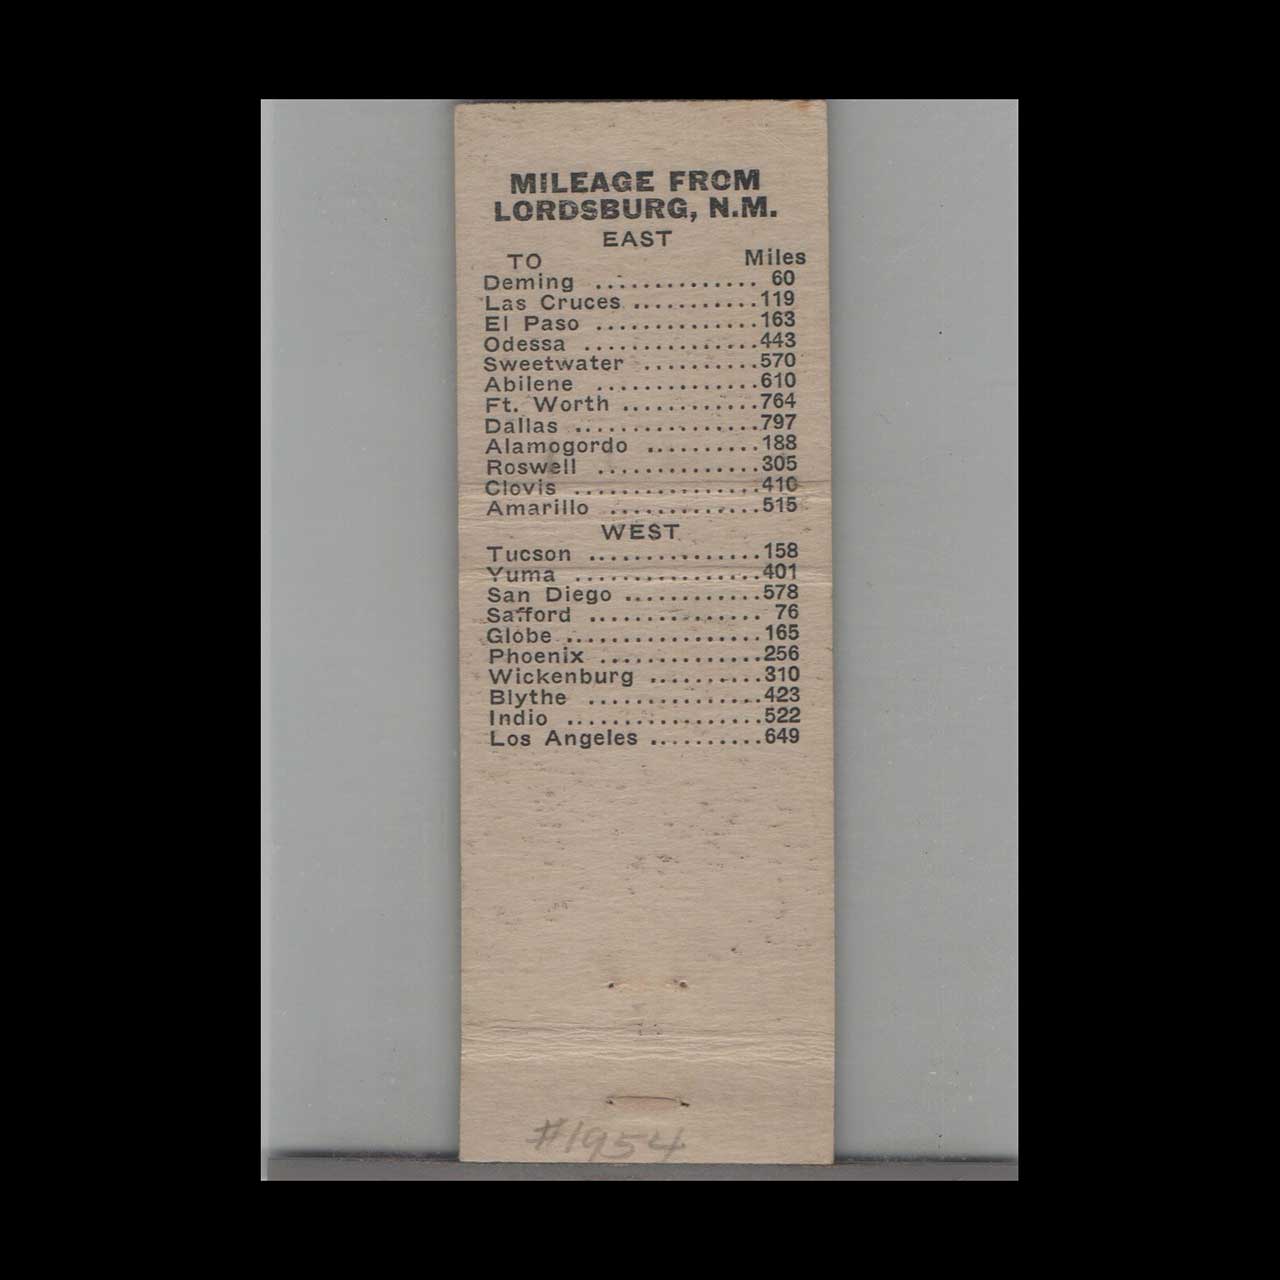 MILEAGE FROM
LORDSBURG, N.M.
EAST
TO Miles
Deming .............. 60
Las Cruces ...........119
El Paso ..............163
Odessa ...............443
Sweetwater ..........570
Abilene ..............610
Ft. Worth ............764
Dallas ................797
Alamogordo ..........188
Roswell ..............305
Clovis ................410
Amarillo .............515
WEST
Tucson ...............158
Yuma ................401
San Diego ............578
Safford ............... 76
Globe .................165
Phoenix ..............256
Wickenburg ..........310
Blythe ...............423
Indio .................522
Los Angeles ..........649
#1954